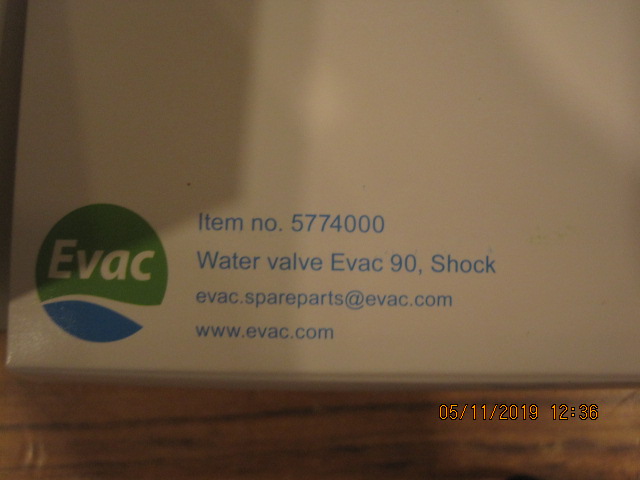 Evac
Item no. 5774000
Water valve Evac 90, Shock
evac.spareparts@evac.com
www.evac.com
05/11/2019 12:36